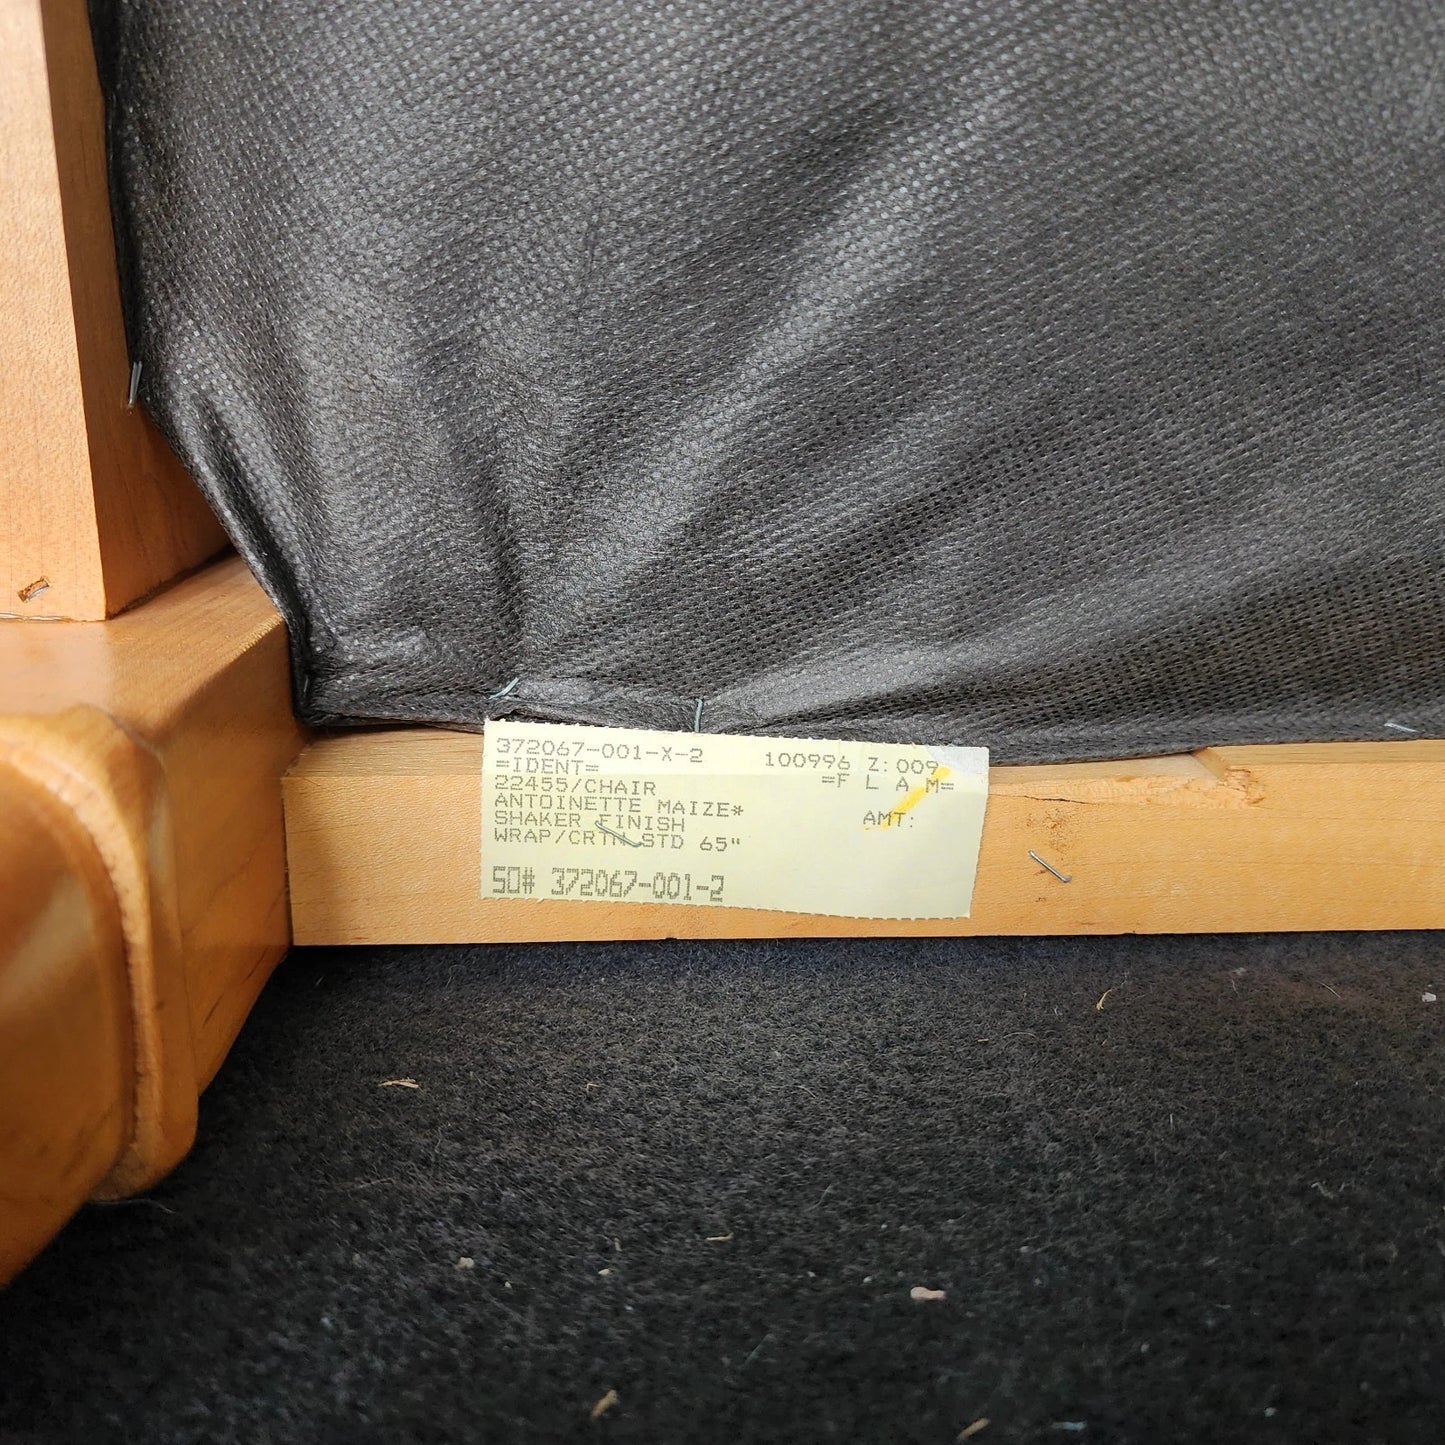 372067-001-X-2 100996 Z:009
=IDENT= =F L A M=
22455/CHAIR
ANTOINETTE MAIZE* AMT:
SHAKER FINISH
WRAP/CRTN STD 65"
SO# 372067-001-2